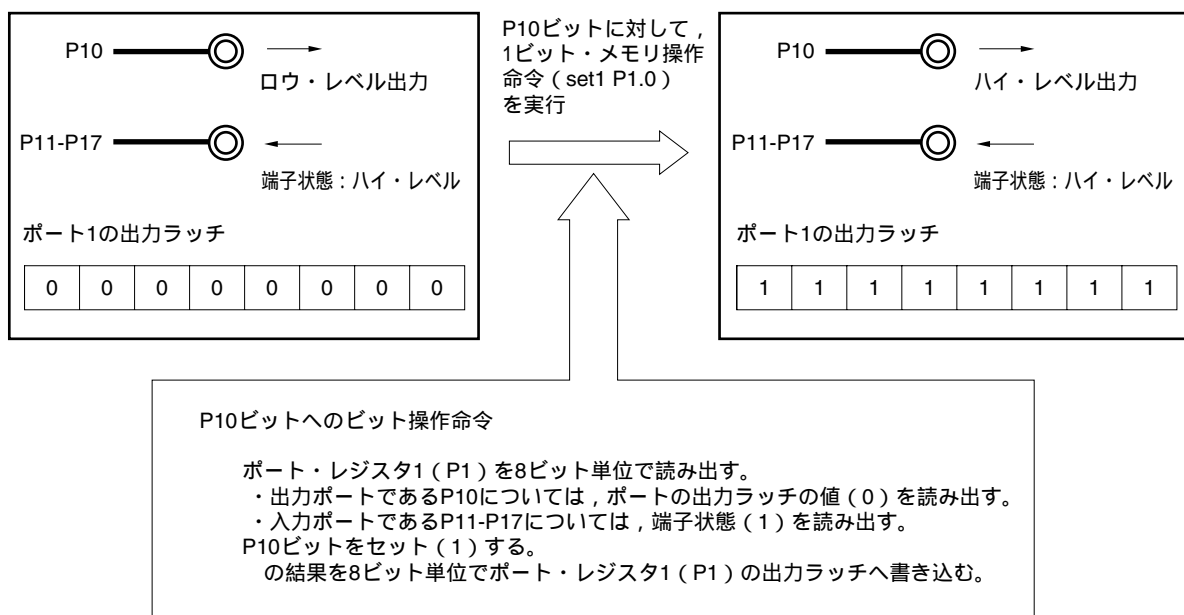 P10
ロウ・レベル出力
P11-P17
端子状態：ハイ・レベル
ポート1の出力ラッチ
0 0 0 0 0 0 0 0
P10ビットに対して，
1ビット・メモリ操作
命令（set1 P1.0）
を実行
P10
ハイ・レベル出力
P11-P17
端子状態：ハイ・レベル
ポート1の出力ラッチ
1 1 1 1 1 1 1 1
P10ビットへのビット操作命令
ポート・レジスタ1（P1）を8ビット単位で読み出す。
・出力ポートであるP10については，ポートの出力ラッチの値（0）を読み出す。
・入力ポートであるP11-P17については，端子状態（1）を読み出す。
P10ビットをセット（1）する。
の結果を8ビット単位でポート・レジスタ1（P1）の出力ラッチへ書き込む。